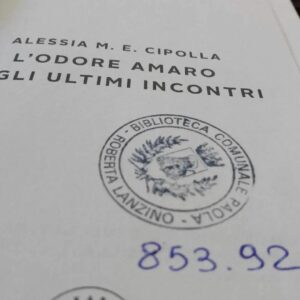 ALESSIA M. E. CIPOLLA
L'ODORE AMARO
GLI ULTIMI INCONTRI
BIBLIOTECA COMUNALE PAOLA
ROBERTA LANZINO
853.92